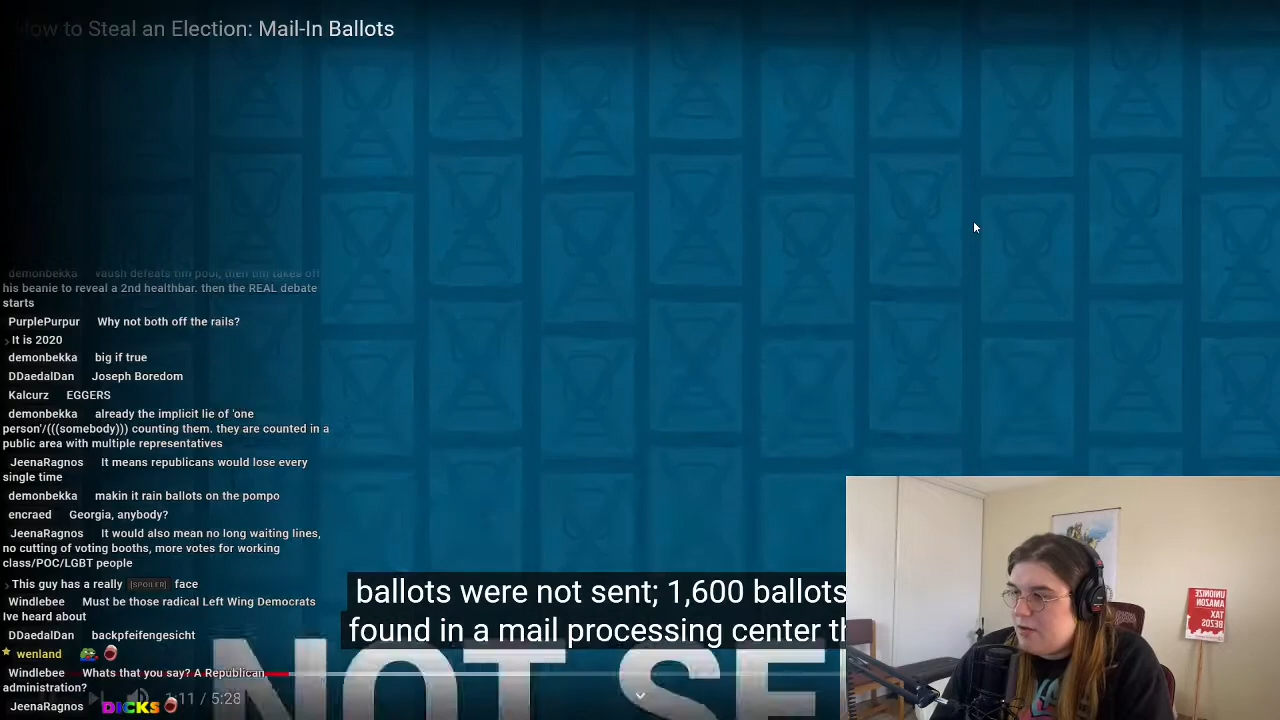 How to Steal an Election: Mail-In Ballots
demonbekka vaush defeats tim pool, then tim takes off
his beanie to reveal a 2nd healthbar. then the REAL debate
starts
PurplePurpur Why not both off the rails?
It is 2020
demonbekka big if true
DDaedalDan Joseph Boredom
Kalcurz EGGERS
demonbekka already the implicit lie of 'one
person'/(((somebody))) counting them. they are counted in a
public area with multiple representatives
JeenaRagnos It means republicans would lose every
single time
demonbekka makin it rain ballots on the pompo
encraed Georgia, anybody?
JeenaRagnos It would also mean no long waiting lines,
no cutting of voting booths, more votes for working
class/POC/LGBT people
This guy has a really [SPOILER] face
Windlebee Must be those radical Left Wing Democrats
Ive heard about
DDaedalDan backpfeifengesicht
wenland
Windlebee Whats that you say? A Republican
administration?
JeenaRagnos DICKS
1:11 / 5:28
ballots were not sent; 1,600 ballots
found in a mail processing center th
NOT SE
UNIONIZE
AMAZON
TAX
BEZOS